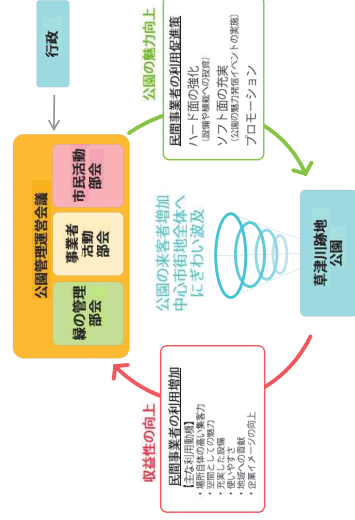 行政
公園管理運営会議
緑の管理
部会
事業者
活動
部会
市民活動
部会
公園の魅力向上
民間事業者の利用促進策
ハード面の強化
(設備や植栽への投資)
ソフト面の充実
(公園の魅力発信イベントの実施)
プロモーション
公園の来客者増加
中心市街地全体へ
にぎわい波及
草津川跡地
公園
収益性の向上
民間事業者の利用増加
【主な利用動機】
・場所自体の高い集客力
・空間としての魅力
・充実した設備
・使いやすさ
・地域への貢献
・企業イメージの向上